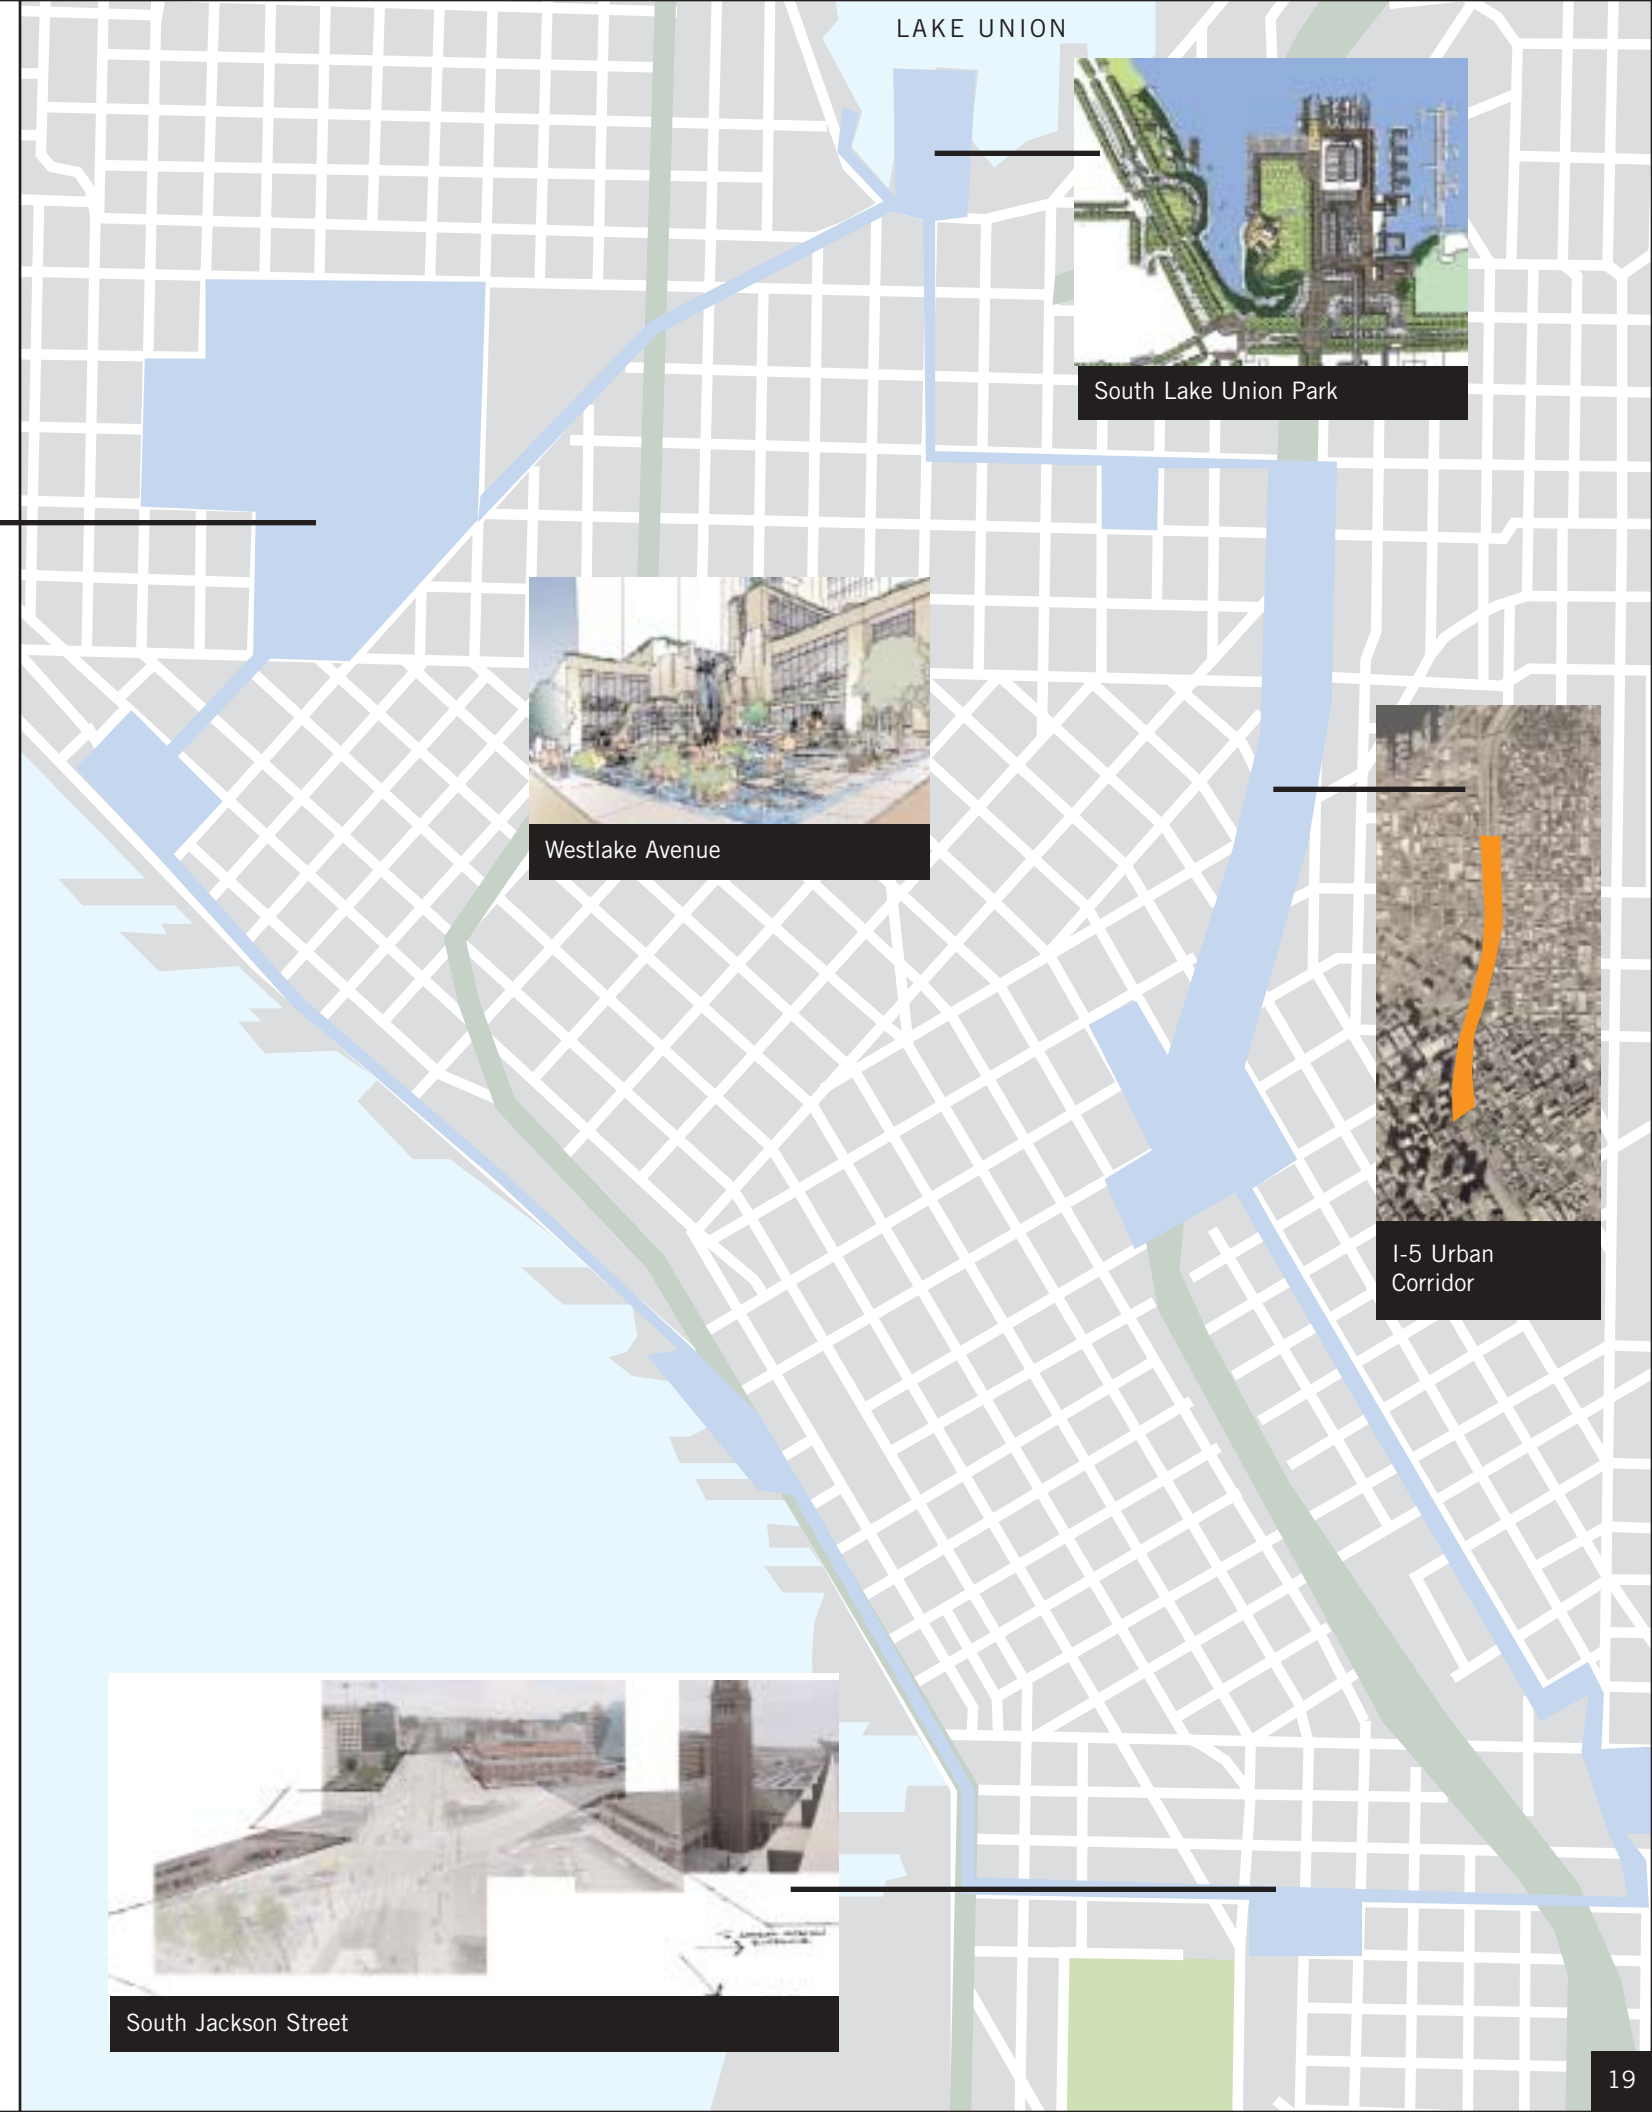 LAKE UNION
South Lake Union Park
Westlake Avenue
I-5 Urban
Corridor
South Jackson Street
19